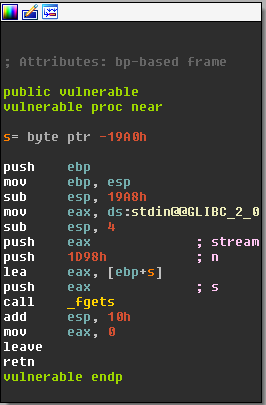 ; Attributes: bp-based frame
public vulnerable
vulnerable proc near
s= byte ptr -19A0h
push ebp
mov ebp, esp
sub esp, 19A8h
mov eax, ds:stdin@@GLIBC_2_0
sub esp, 4
push eax ; stream
push 1D98h ; n
lea eax, [ebp+s]
push eax ; s
call _fgets
add esp, 10h
mov eax, 0
leave
retn
vulnerable endp